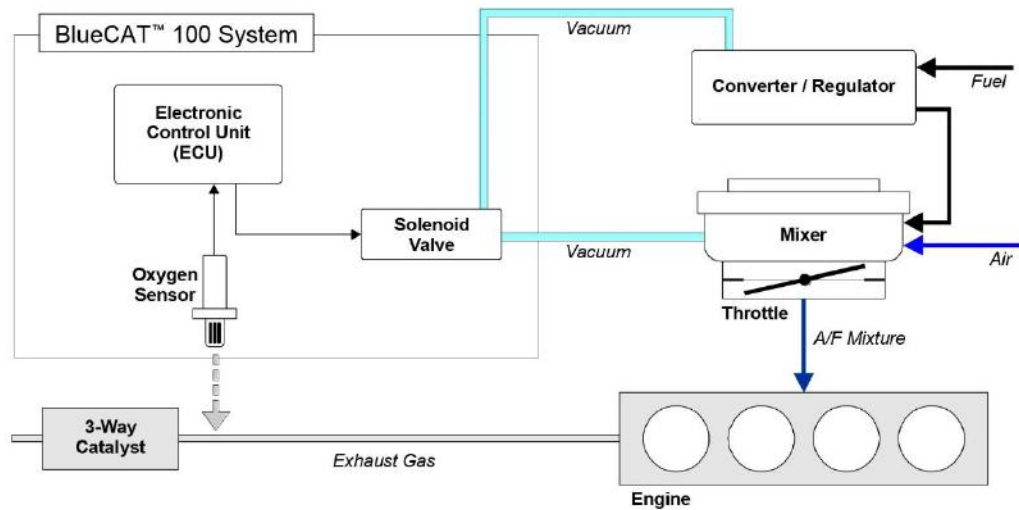 BlueCAT™ 100 System
Vacuum
Converter / Regulator
Fuel
Electronic
Control Unit
(ECU)
Solenoid
Valve
Vacuum
Mixer
Air
Oxygen
Sensor
Throttle
A/F Mixture
3-Way
Catalyst
Exhaust Gas
Engine